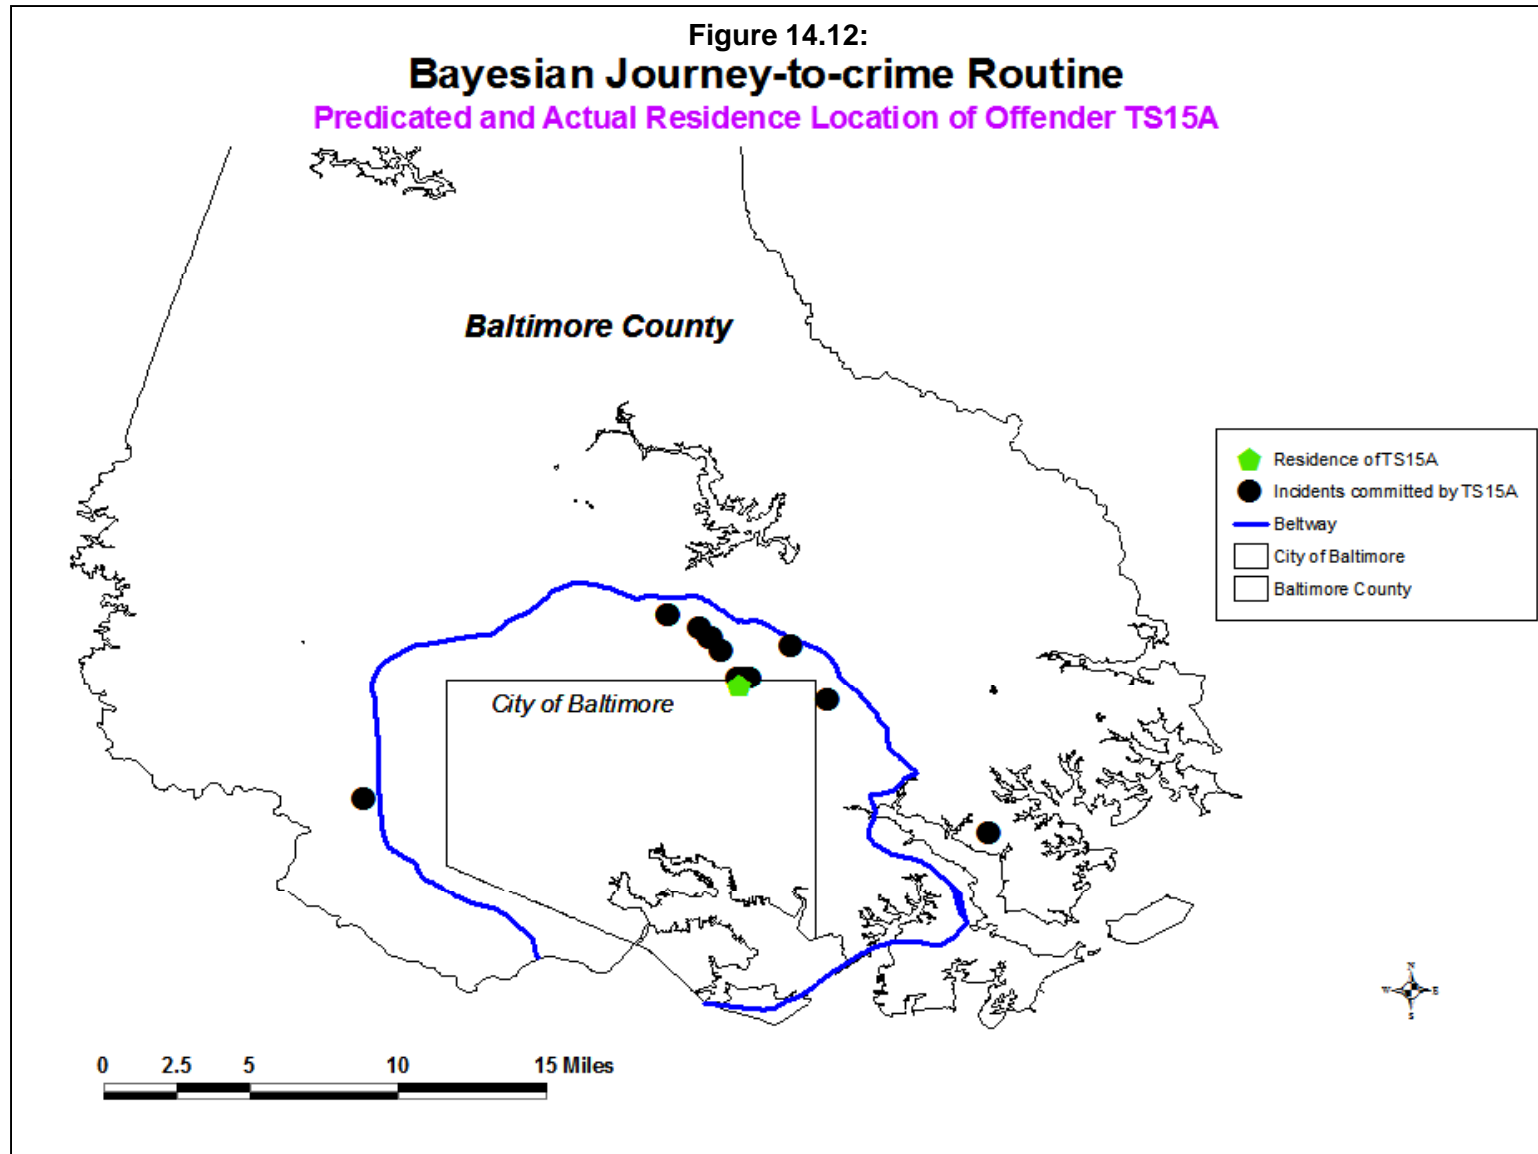 Figure 14.12:
Bayesian Journey-to-crime Routine
Predicated and Actual Residence Location of Offender TS15A
Baltimore County
Residence ofTS15A
Incidents committed by TS15A
Beltway
City of Baltimore
Baltimore County
City of Baltimore
N
W E
S
0 2.5 5 10 15 Miles